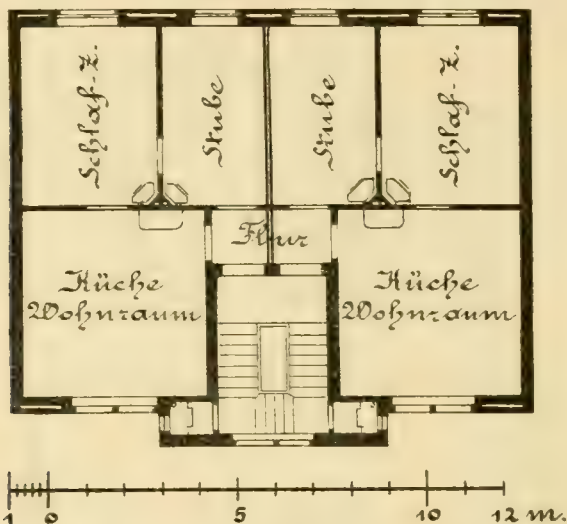 Schlaf-Z.
Stube
Stube
Schlaf-Z.
Flur
Küche
Wohnraum
Küche
Wohnraum
1 0 5 10 12 m.